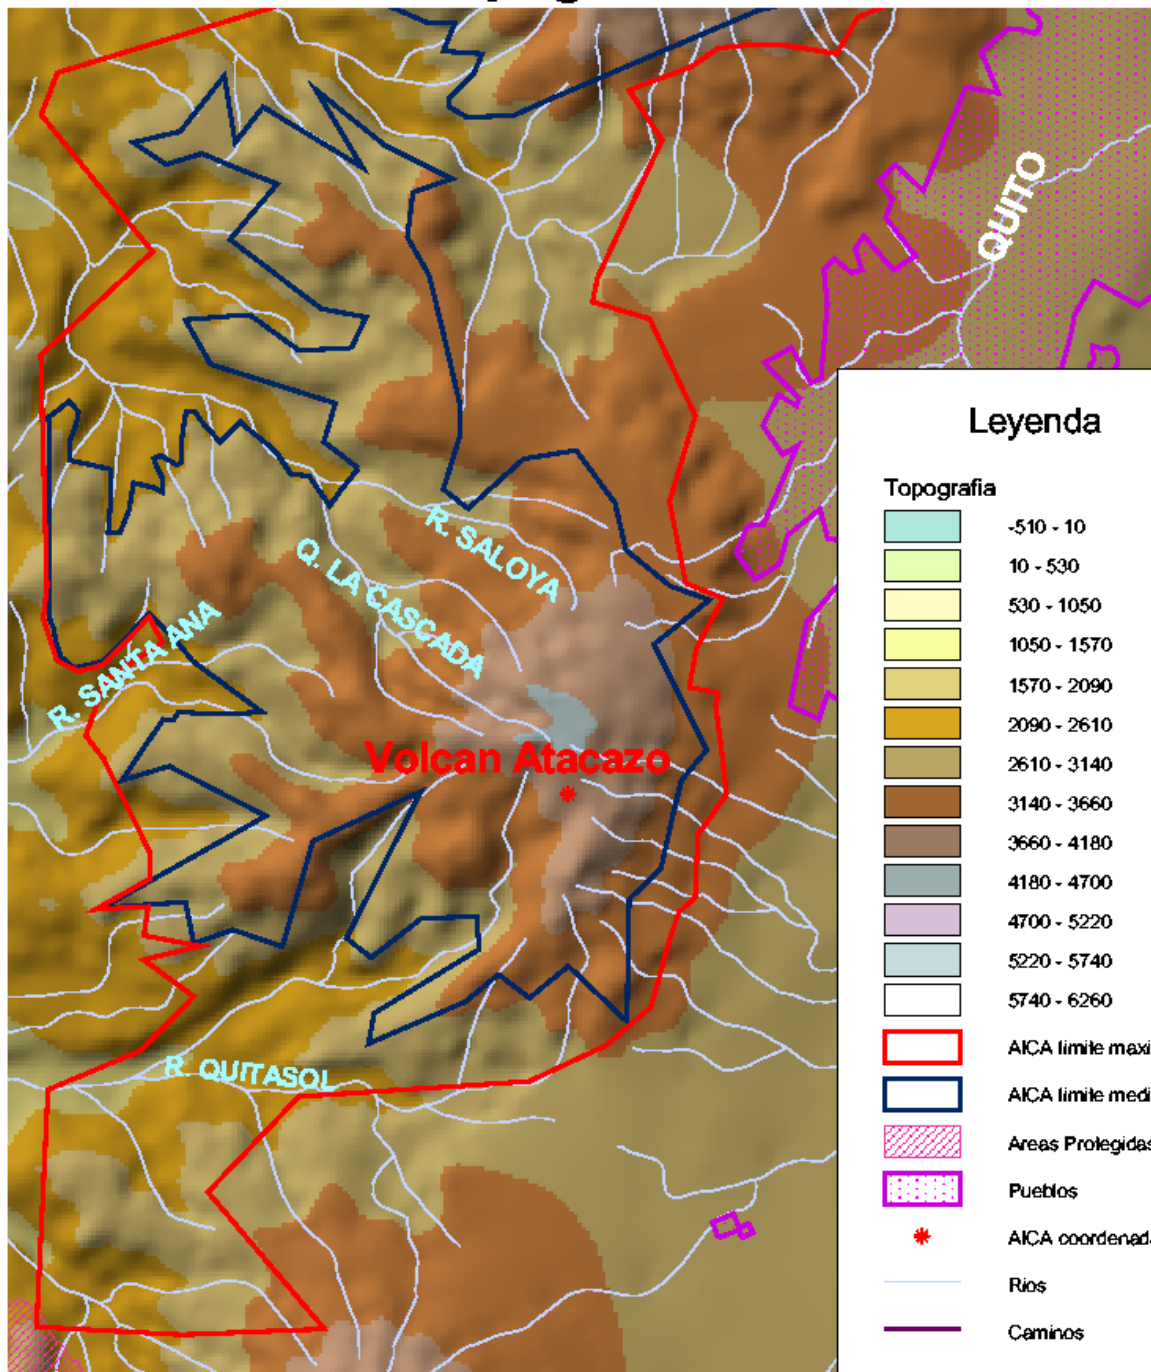 QUITO
R. SALOYA
Q. LA CASCADA
R. SANTA ANA
Volcan Atacazo
R. QUITASOL
Leyenda
Topografia
-510 - 10
10 - 530
530 - 1050
1050 - 1570
1570 - 2090
2090 - 2610
2610 - 3140
3140 - 3660
3660 - 4180
4180 - 4700
4700 - 5220
5220 - 5740
5740 - 6260
AICA limite maxi
AICA limite medi
Areas Protegidas
Pueblos
AICA coordenada
Rios
Caminos